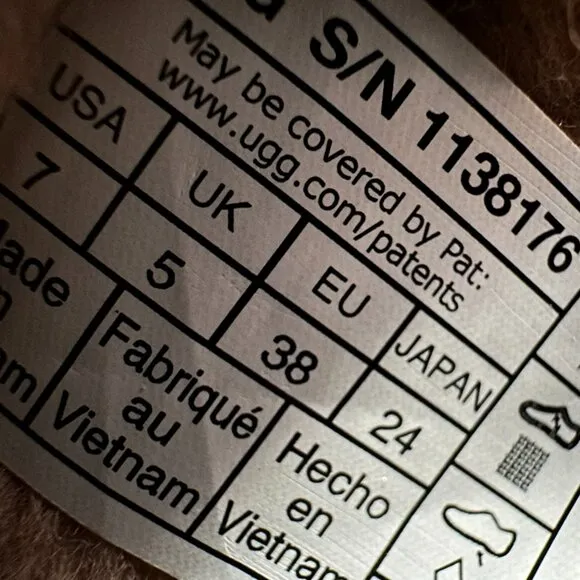 S/N 1138176
May be covered by Pat:
www.ugg.com/patents
USA UK EU JAPAN
7 5 38 24
Fabriqué
au
Vietnam
Hecho
en
Vietnam